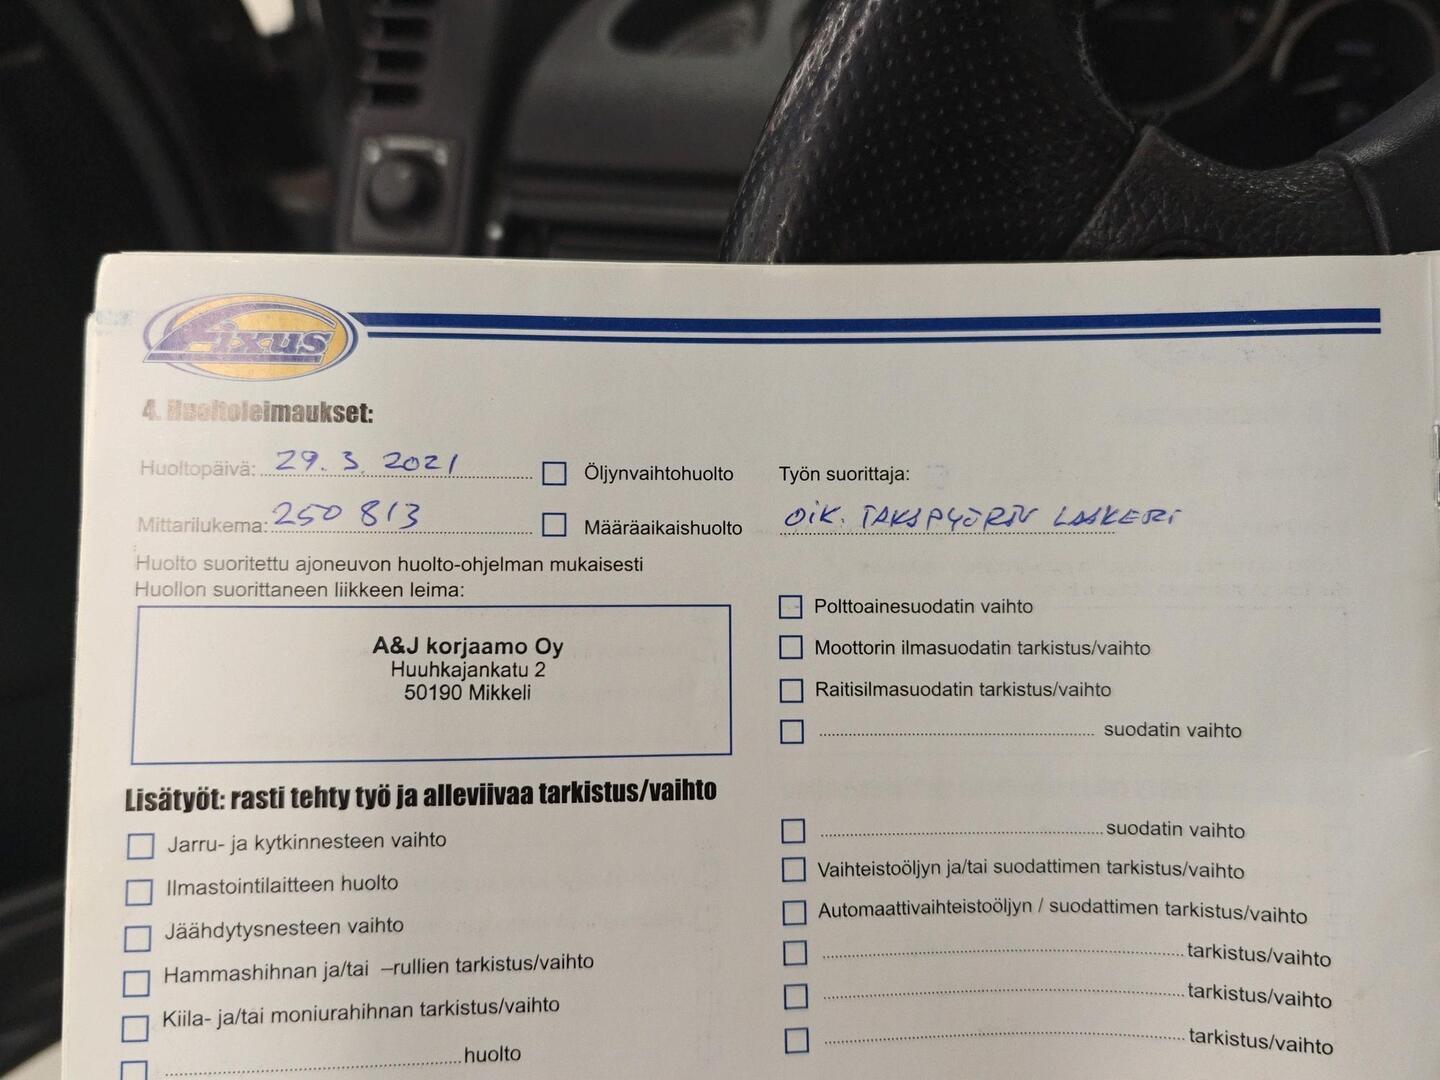 Fixus
4. Huoltoleimaukset:
Huoltopäivä: 29.3.2021
Öljynvaihtohuolto
Työn suorittaja:
Mittarilukema: 250 813
Määräaikaishuolto
OIK. TAKAPYÖRÄN LAAKERI
Huolto suoritettu ajoneuvon huolto-ohjelman mukaisesti
Huollon suorittaneen liikkeen leima:
A&J korjaamo Oy
Huuhkajankatu 2
50190 Mikkeli
Polttoainesuodatin vaihto
Moottorin ilmasuodatin tarkistus/vaihto
Raitisilmasuodatin tarkistus/vaihto
suodatin vaihto
Lisätyöt: rasti tehty työ ja alleviivaa tarkistus/vaihto
Jarru- ja kytkinnesteen vaihto
Ilmastointilaitteen huolto
Jäähdytysnesteen vaihto
Hammashihnan ja/tai –rullien tarkistus/vaihto
Kiila- ja/tai moniurahihnan tarkistus/vaihto
huolto
suodatin vaihto
Vaihteistoöljyn ja/tai suodattimen tarkistus/vaihto
Automaattivaihteistoöljyn / suodattimen tarkistus/vaihto
tarkistus/vaihto
tarkistus/vaihto
tarkistus/vaihto